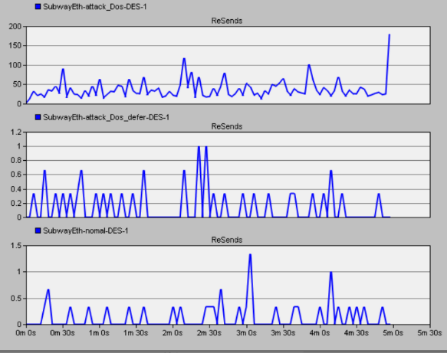 SubwayEth-attack_Dos-DES-1
ReSends
200
150
100
50
0
SubwayEth-attack_Dos_defer-DES-1
ReSends
1.2
1
0.8
0.6
0.4
0.2
0
SubwayEth-nomal-DES-1
ReSends
1.5
1
0.5
0
0m 0s 0m 30s 1m 0s 1m 30s 2m 0s 2m 30s 3m 0s 3m 30s 4m 0s 4m 30s 5m 0s 5m 30s